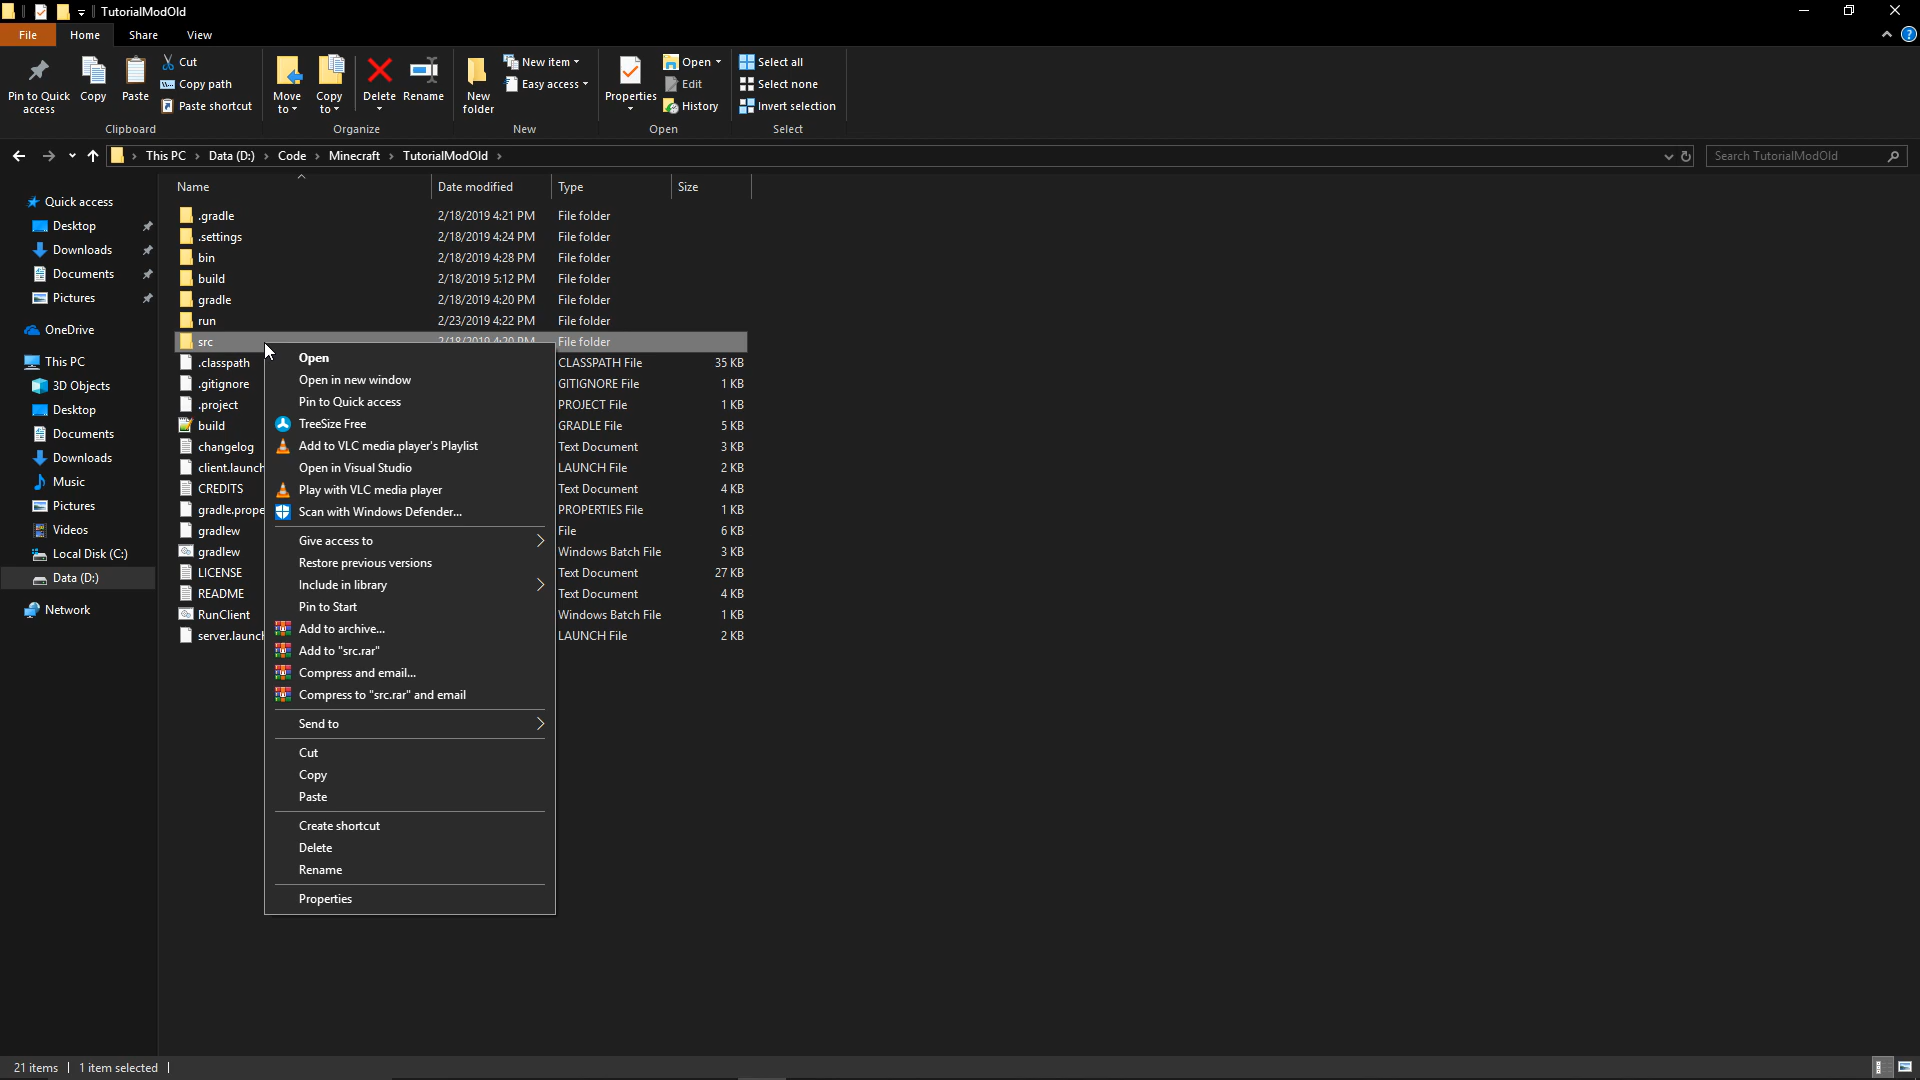 TutorialModOld
File Home Share View
Pin to Quick access
Copy
Paste
Cut
Copy path
Paste shortcut
Clipboard
Move to
Copy to
Delete
Rename
Organize
New folder
New item
Easy access
New
Properties
Open
Edit
History
Open
Select all
Select none
Invert selection
Select
This PC > Data (D:) > Code > Minecraft > TutorialModOld >
Search TutorialModOld
Quick access
Desktop
Downloads
Documents
Pictures
OneDrive
This PC
3D Objects
Desktop
Documents
Downloads
Music
Pictures
Videos
Local Disk (C:)
Data (D:)
Network
Name Date modified Type Size
.gradle 2/18/2019 4:21 PM File folder
.settings 2/18/2019 4:24 PM File folder
bin 2/18/2019 4:28 PM File folder
build 2/18/2019 5:12 PM File folder
gradle 2/18/2019 4:20 PM File folder
run 2/23/2019 4:22 PM File folder
src 2/18/2019 4:20 PM File folder
.classpath CLASSPATH File 35 KB
.gitignore GITIGNORE File 1 KB
.project PROJECT File 1 KB
build GRADLE File 5 KB
changelog Text Document 3 KB
client.launch LAUNCH File 2 KB
CREDITS Text Document 4 KB
gradle.prope PROPERTIES File 1 KB
gradlew File 6 KB
gradlew Windows Batch File 3 KB
LICENSE Text Document 27 KB
README Text Document 4 KB
RunClient Windows Batch File 1 KB
server.launch LAUNCH File 2 KB
Open
Open in new window
Pin to Quick access
TreeSize Free
Add to VLC media player's Playlist
Open in Visual Studio
Play with VLC media player
Scan with Windows Defender...
Give access to
Restore previous versions
Include in library
Pin to Start
Add to archive...
Add to "src.rar"
Compress and email...
Compress to "src.rar" and email
Send to
Cut
Copy
Paste
Create shortcut
Delete
Rename
Properties
21 items 1 item selected